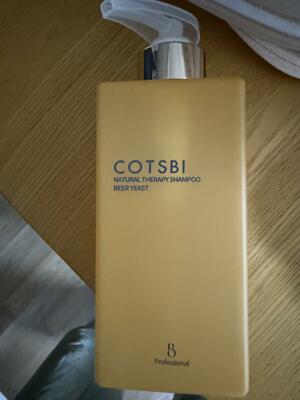 COTSBI
NATURAL THERAPY SHAMPOO
BEER YEAST
B
Professional